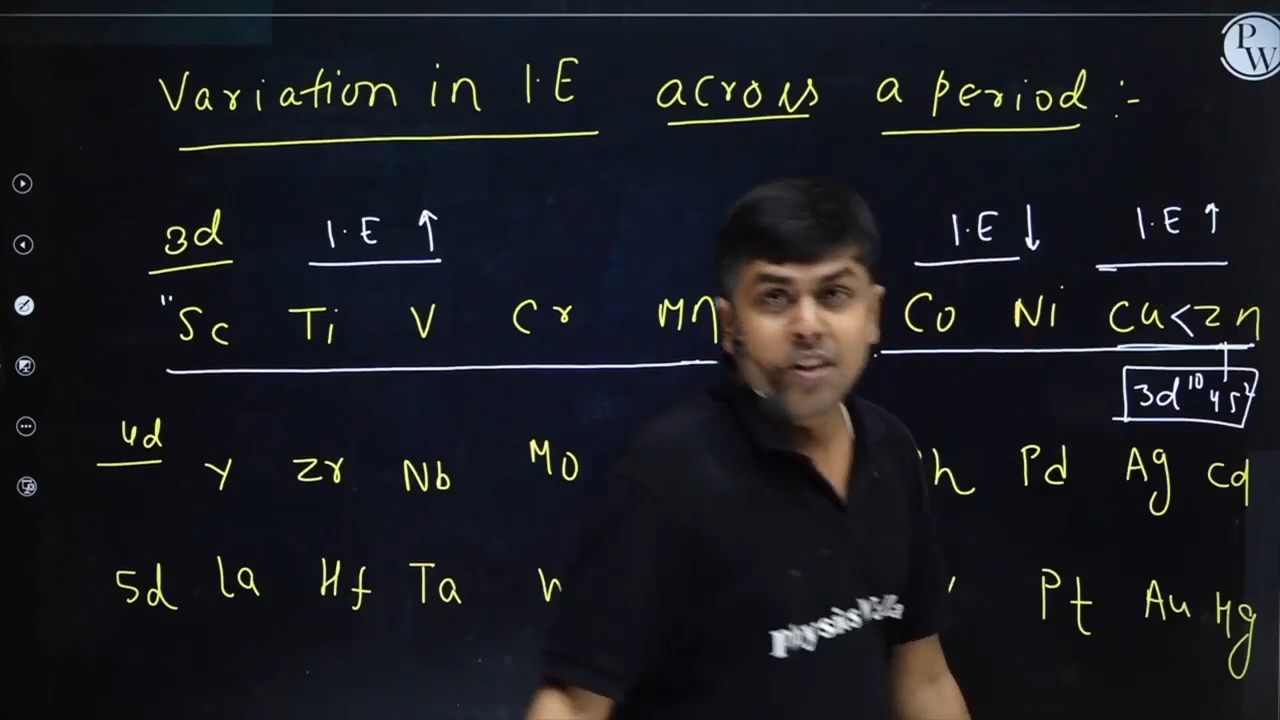 Variation in I.E across a period :-
PW
3d I.E ↑ I.E ↓ I.E ↑
Sc Ti V Cr Mn Co Ni Cu < Zn
3d¹⁰ 4s²
4d Y Zr Nb Mo Pd Ag Cd
5d La Hf Ta Pt Au Hg